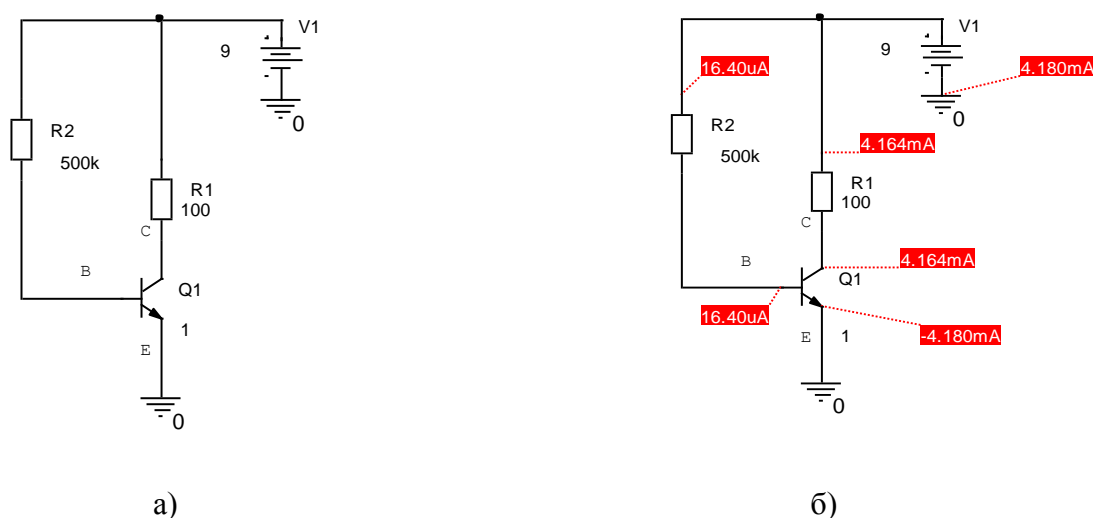 V1
9
0
R2
500k
R1
100
C
B
Q1
1
E
0
а)
V1
9
16.40uA
4.180mA
0
R2
500k
4.164mA
R1
100
C
B
4.164mA
Q1
16.40uA
-4.180mA
E
1
0
б)